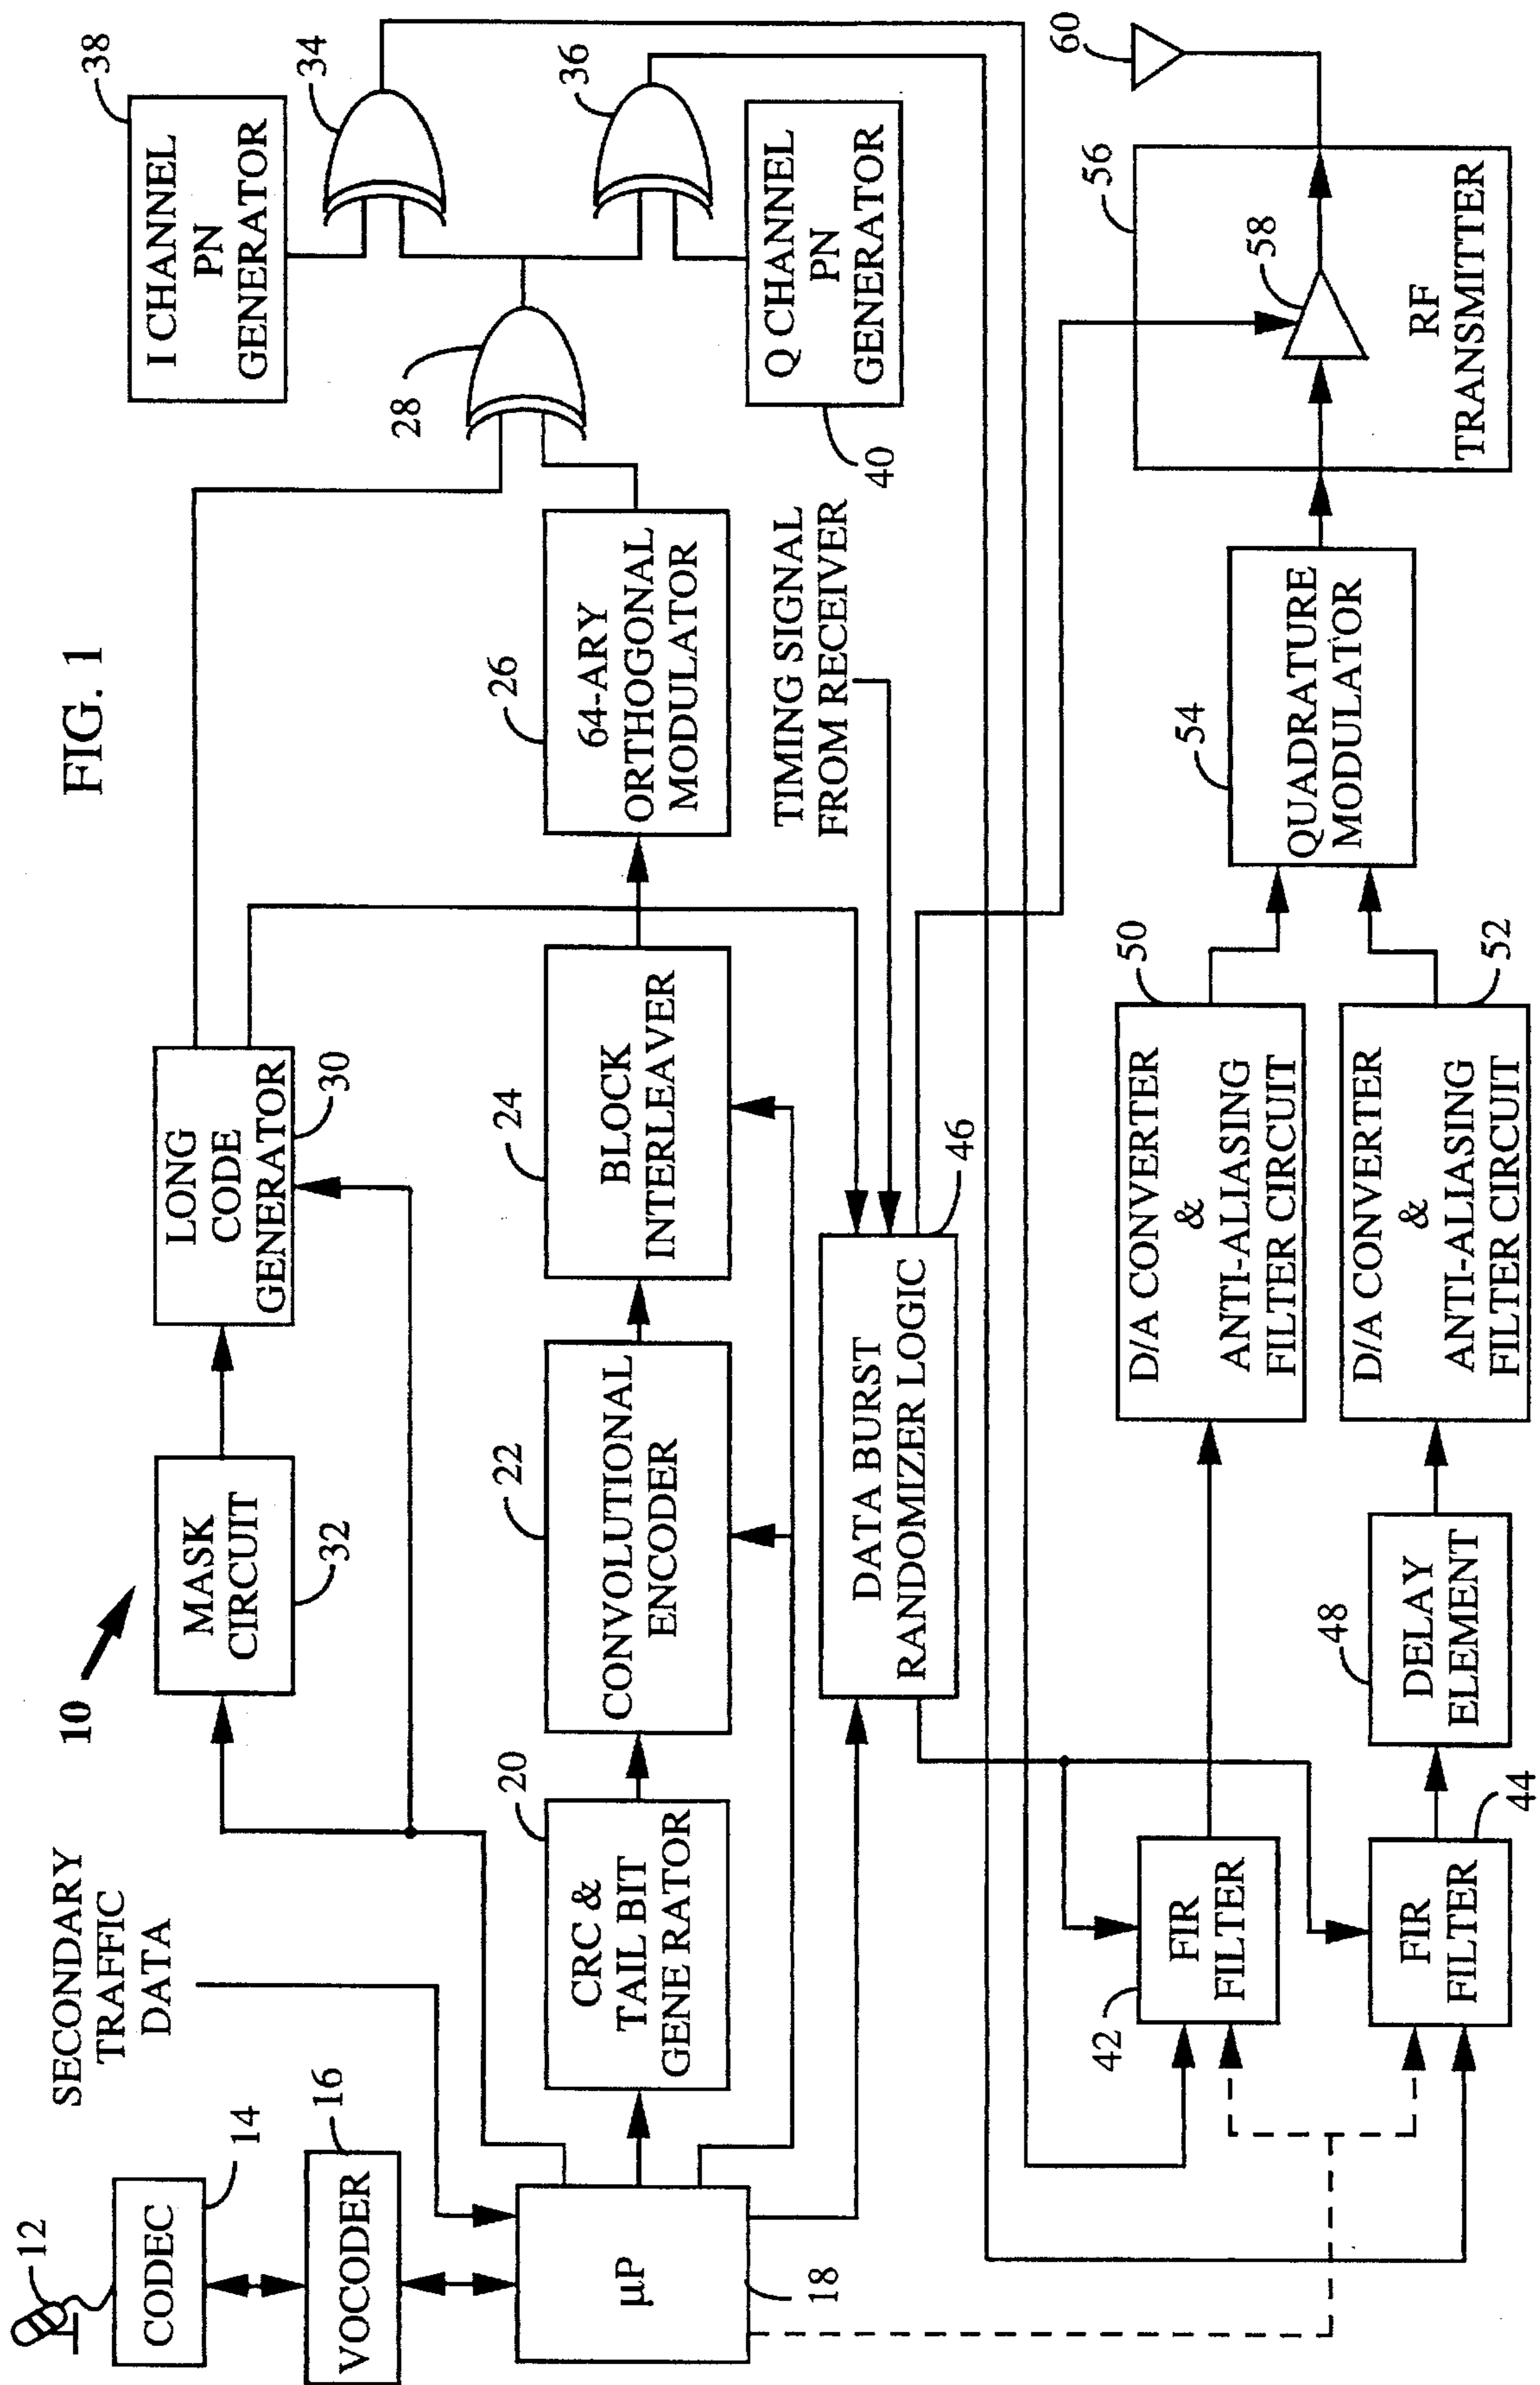 FIG. 1
10
12
CODEC
14
VOCODER
16
SECONDARY
TRAFFIC
DATA
µP
18
MASK
CIRCUIT
32
LONG
CODE
GENERATOR
30
CRC &
TAIL BIT
GENE RATOR
20
CONVOLUTIONAL
ENCODER
22
BLOCK
INTERLEAVER
24
64-ARY
ORTHOGONAL
MODULATOR
26
28
I CHANNEL
PN
GENERATOR
38
34
36
Q CHANNEL
PN
GENERATOR
40
TIMING SIGNAL
FROM RECEIVER
DATA BURST
RANDOMIZER LOGIC
46
FIR
FILTER
42
FIR
FILTER
44
DELAY
ELEMENT
48
D/A CONVERTER
&
ANTI-ALIASING
FILTER CIRCUIT
50
D/A CONVERTER
&
ANTI-ALIASING
FILTER CIRCUIT
52
QUADRATURE
MODULATOR
54
RF
TRANSMITTER
56
58
60